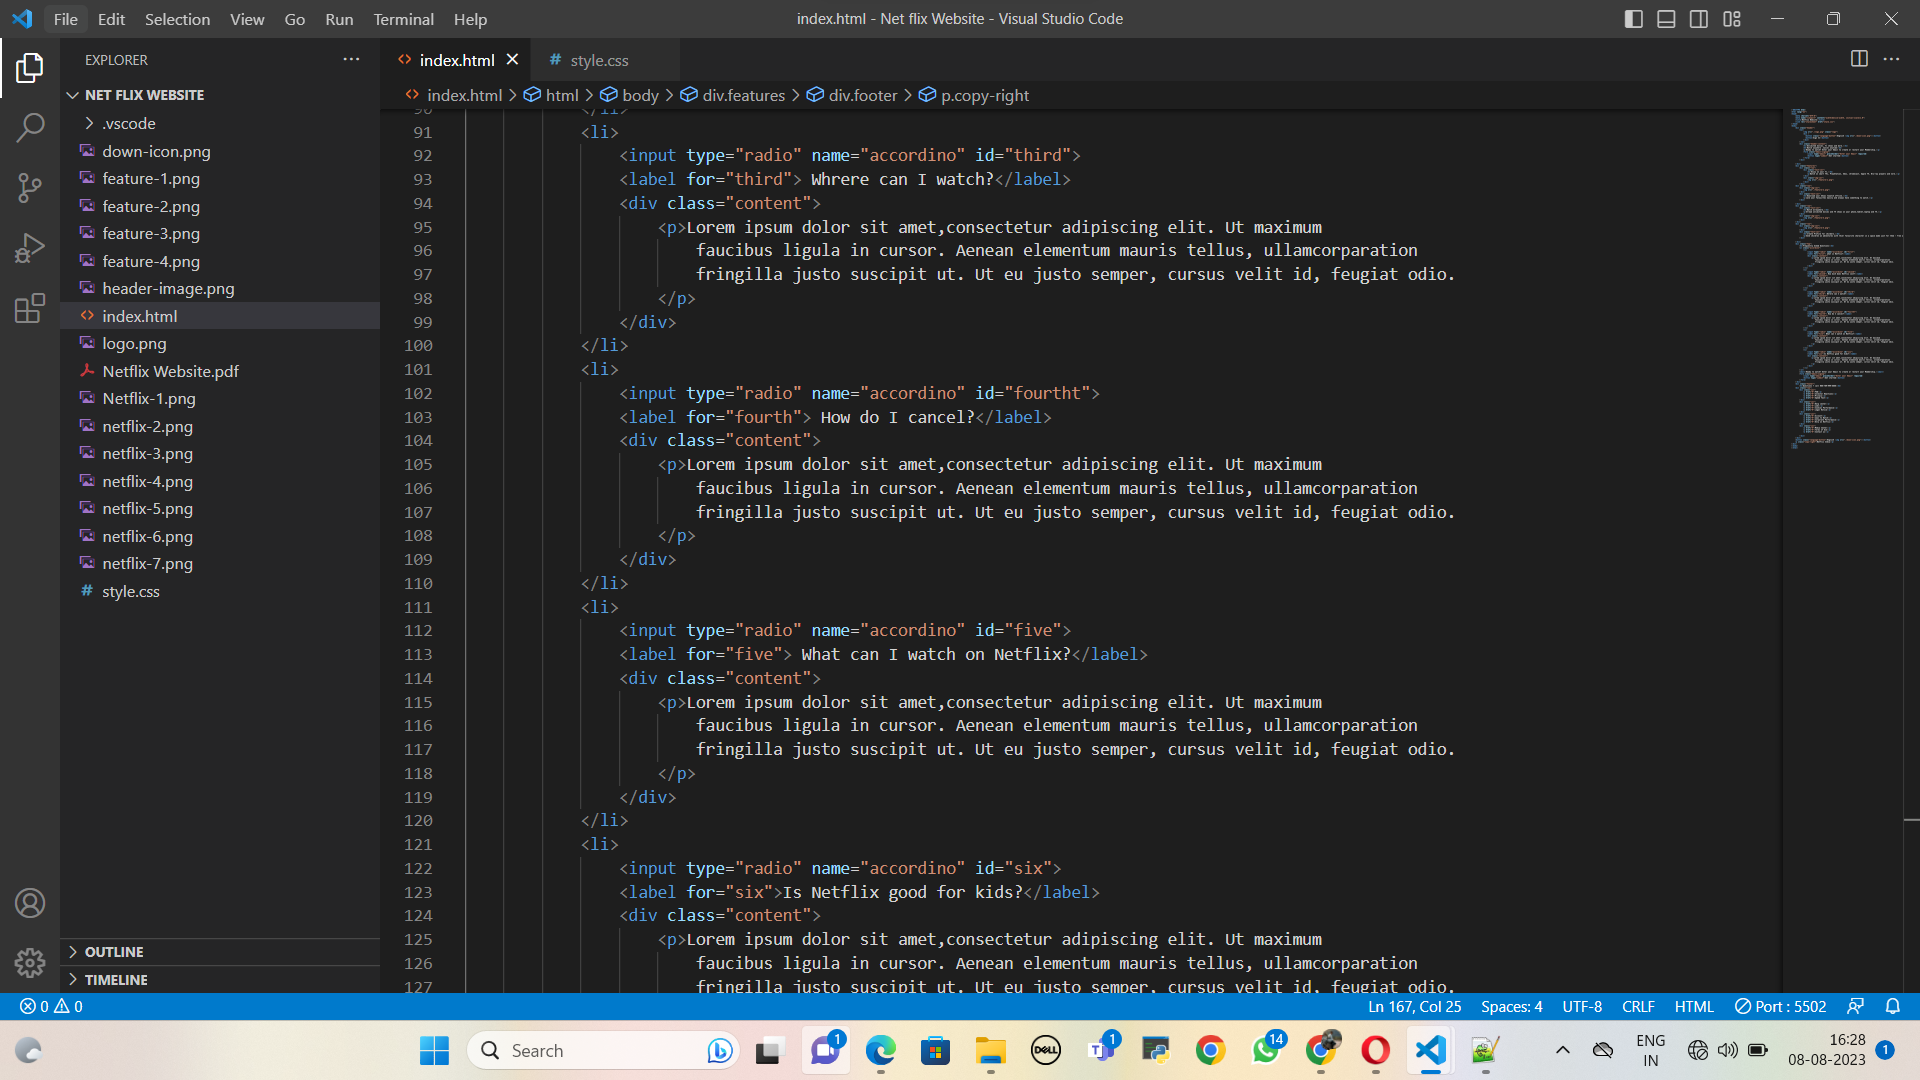 File Edit Selection View Go Run Terminal Help
index.html - Net flix Website - Visual Studio Code
EXPLORER
NET FLIX WEBSITE
.vscode
down-icon.png
feature-1.png
feature-2.png
feature-3.png
feature-4.png
header-image.png
index.html
logo.png
Netflix Website.pdf
Netflix-1.png
netflix-2.png
netflix-3.png
netflix-4.png
netflix-5.png
netflix-6.png
netflix-7.png
style.css
OUTLINE
TIMELINE
index.html style.css
index.html > html > body > div.features > div.footer > p.copy-right
90 </li>
91 <li>
92 <input type="radio" name="accordino" id="third">
93 <label for="third"> Whrere can I watch?</label>
94 <div class="content">
95 <p>Lorem ipsum dolor sit amet,consectetur adipiscing elit. Ut maximum
96 faucibus ligula in cursor. Aenean elementum mauris tellus, ullamcorparation
97 fringilla justo suscipit ut. Ut eu justo semper, cursus velit id, feugiat odio.
98 </p>
99 </div>
100 </li>
101 <li>
102 <input type="radio" name="accordino" id="fourtht">
103 <label for="fourth"> How do I cancel?</label>
104 <div class="content">
105 <p>Lorem ipsum dolor sit amet,consectetur adipiscing elit. Ut maximum
106 faucibus ligula in cursor. Aenean elementum mauris tellus, ullamcorparation
107 fringilla justo suscipit ut. Ut eu justo semper, cursus velit id, feugiat odio.
108 </p>
109 </div>
110 </li>
111 <li>
112 <input type="radio" name="accordino" id="five">
113 <label for="five"> What can I watch on Netflix?</label>
114 <div class="content">
115 <p>Lorem ipsum dolor sit amet,consectetur adipiscing elit. Ut maximum
116 faucibus ligula in cursor. Aenean elementum mauris tellus, ullamcorparation
117 fringilla justo suscipit ut. Ut eu justo semper, cursus velit id, feugiat odio.
118 </p>
119 </div>
120 </li>
121 <li>
122 <input type="radio" name="accordino" id="six">
123 <label for="six">Is Netflix good for kids?</label>
124 <div class="content">
125 <p>Lorem ipsum dolor sit amet,consectetur adipiscing elit. Ut maximum
126 faucibus ligula in cursor. Aenean elementum mauris tellus, ullamcorparation
127 fringilla justo suscipit ut. Ut eu justo semper, cursus velit id, feugiat odio.
0 0 Ln 167, Col 25 Spaces: 4 UTF-8 CRLF HTML Port : 5502
Search
1
DELL
1
14
ENG
IN
16:28
08-08-2023
1